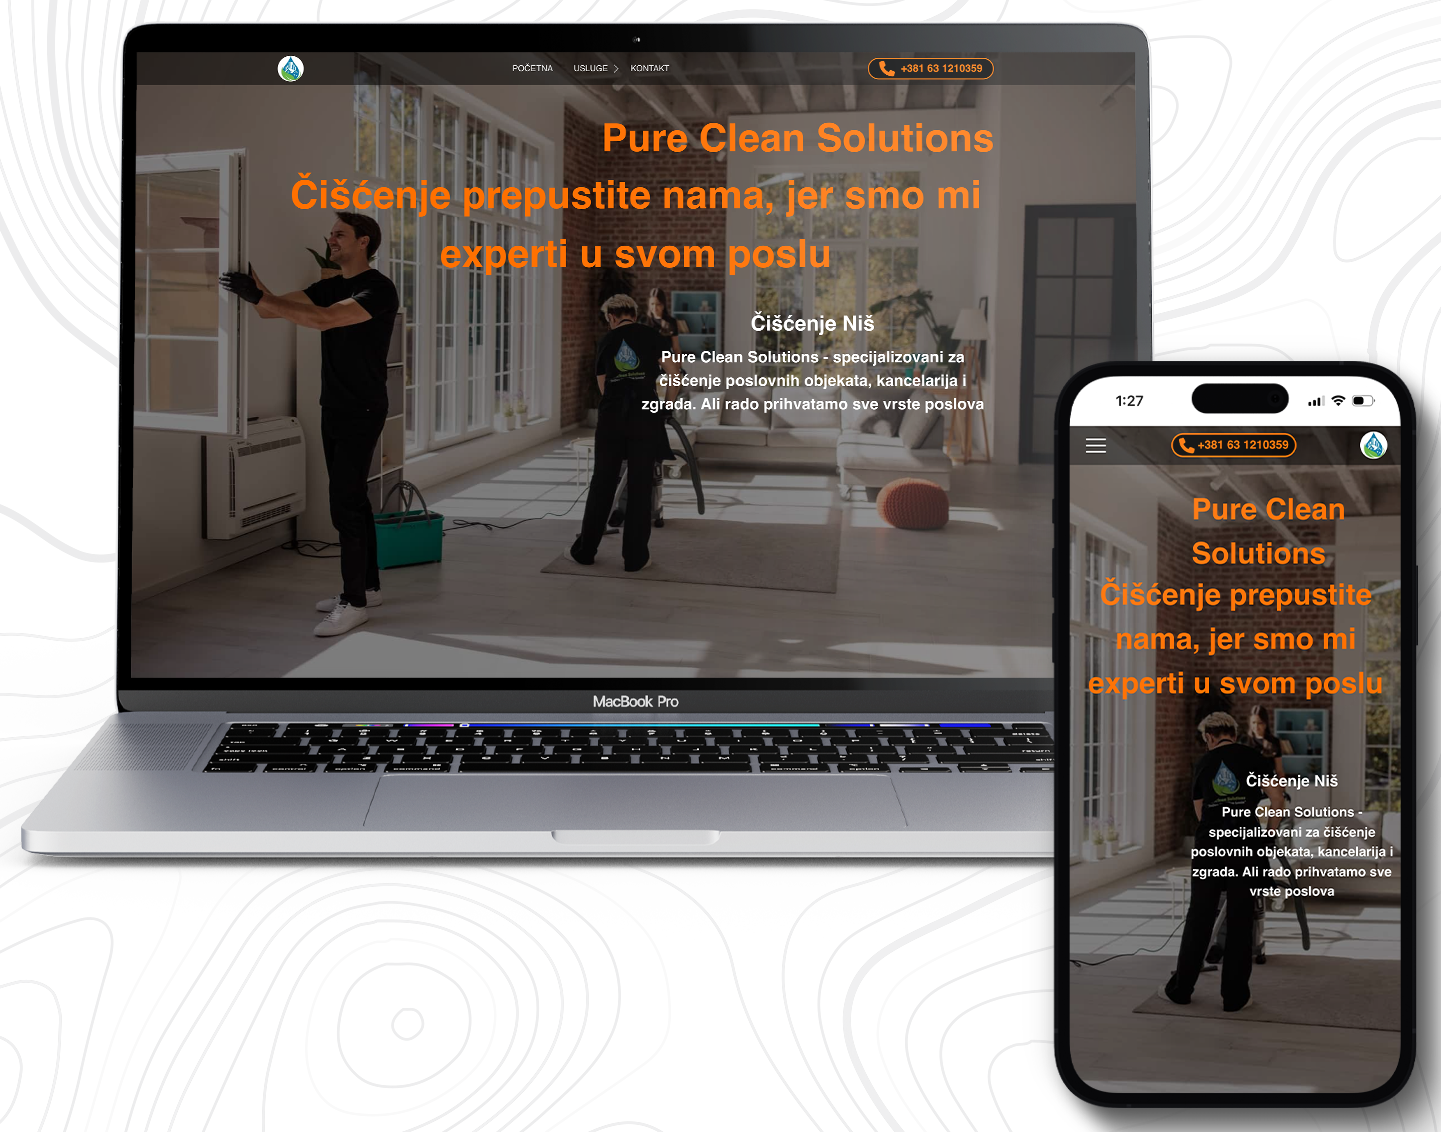 POČETNA USLUGE KONTAKT +381 63 1210359
Pure Clean Solutions
Čišćenje prepustite nama, jer smo mi
experti u svom poslu
Čišćenje Niš
Pure Clean Solutions - specijalizovani za
čišćenje poslovnih objekata, kancelarija i
zgrada. Ali rado prihvatamo sve vrste poslova
MacBook Pro
1:27
+381 63 1210359
Pure Clean
Solutions
Čišćenje prepustite
nama, jer smo mi
experti u svom poslu
Čišćenje Niš
Pure Clean Solutions -
specijalizovani za čišćenje
poslovnih objekata, kancelarija i
zgrada. Ali rado prihvatamo sve
vrste poslova